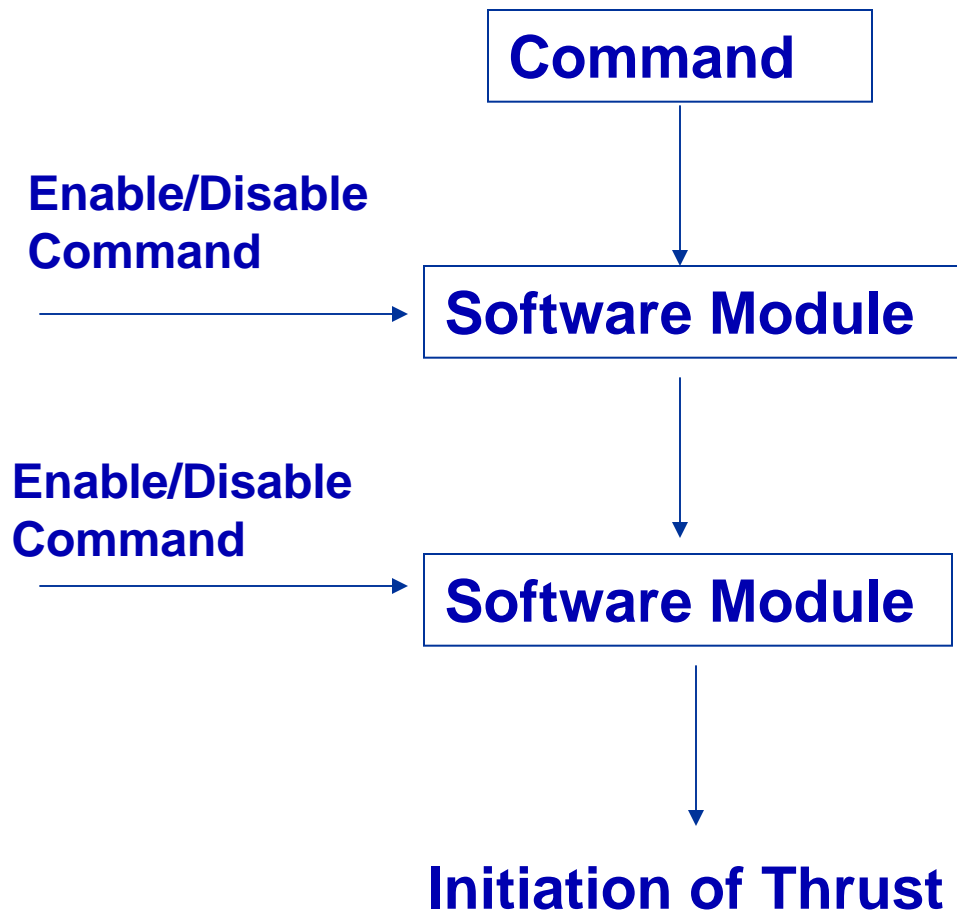 Command
Enable/Disable
Command
Software Module
Enable/Disable
Command
Software Module
Initiation of Thrust